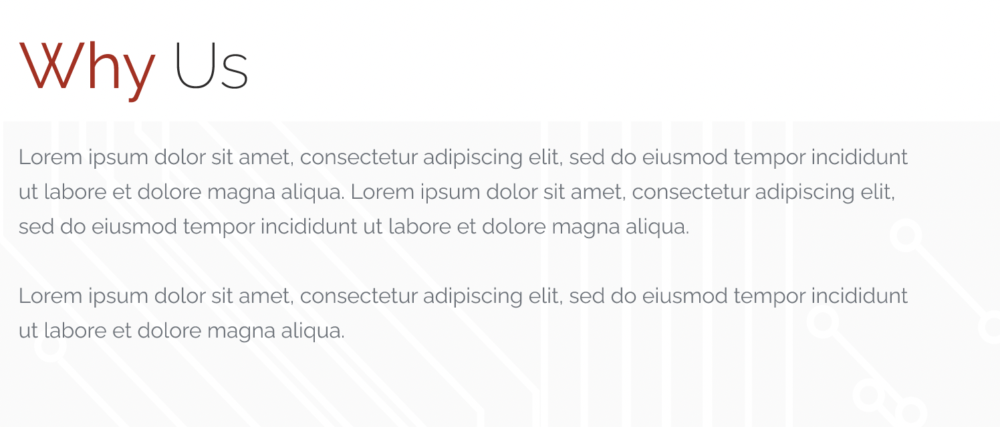 Why Us
Lorem ipsum dolor sit amet, consectetur adipiscing elit, sed do eiusmod tempor incididunt
ut labore et dolore magna aliqua. Lorem ipsum dolor sit amet, consectetur adipiscing elit,
sed do eiusmod tempor incididunt ut labore et dolore magna aliqua.
Lorem ipsum dolor sit amet, consectetur adipiscing elit, sed do eiusmod tempor incididunt
ut labore et dolore magna aliqua.